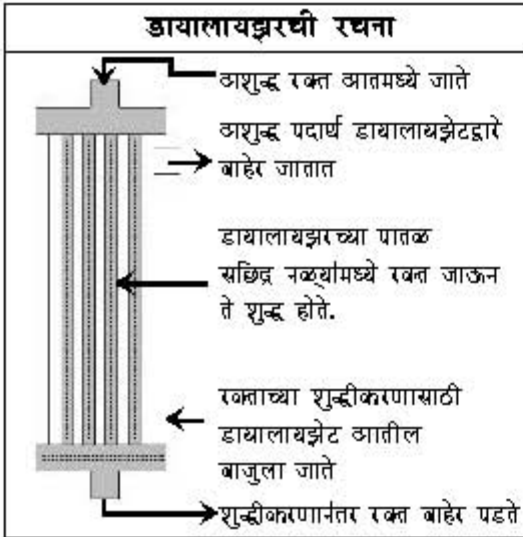 डायालायझरची रचना
अशुद्ध रक्त आतमध्ये जाते
अशुद्ध पदार्थ डायालायझेटद्वारे
बाहेर जातात
डायालायझरच्या पातळ
सछिद्र नळ्यांमध्ये रक्त जाऊन
ते शुद्ध होते.
रक्ताच्या शुद्धीकरणासाठी
डायालायझेट आतील
बाजुला जाते
शुद्धीकरणानंतर रक्त बाहेर पडते